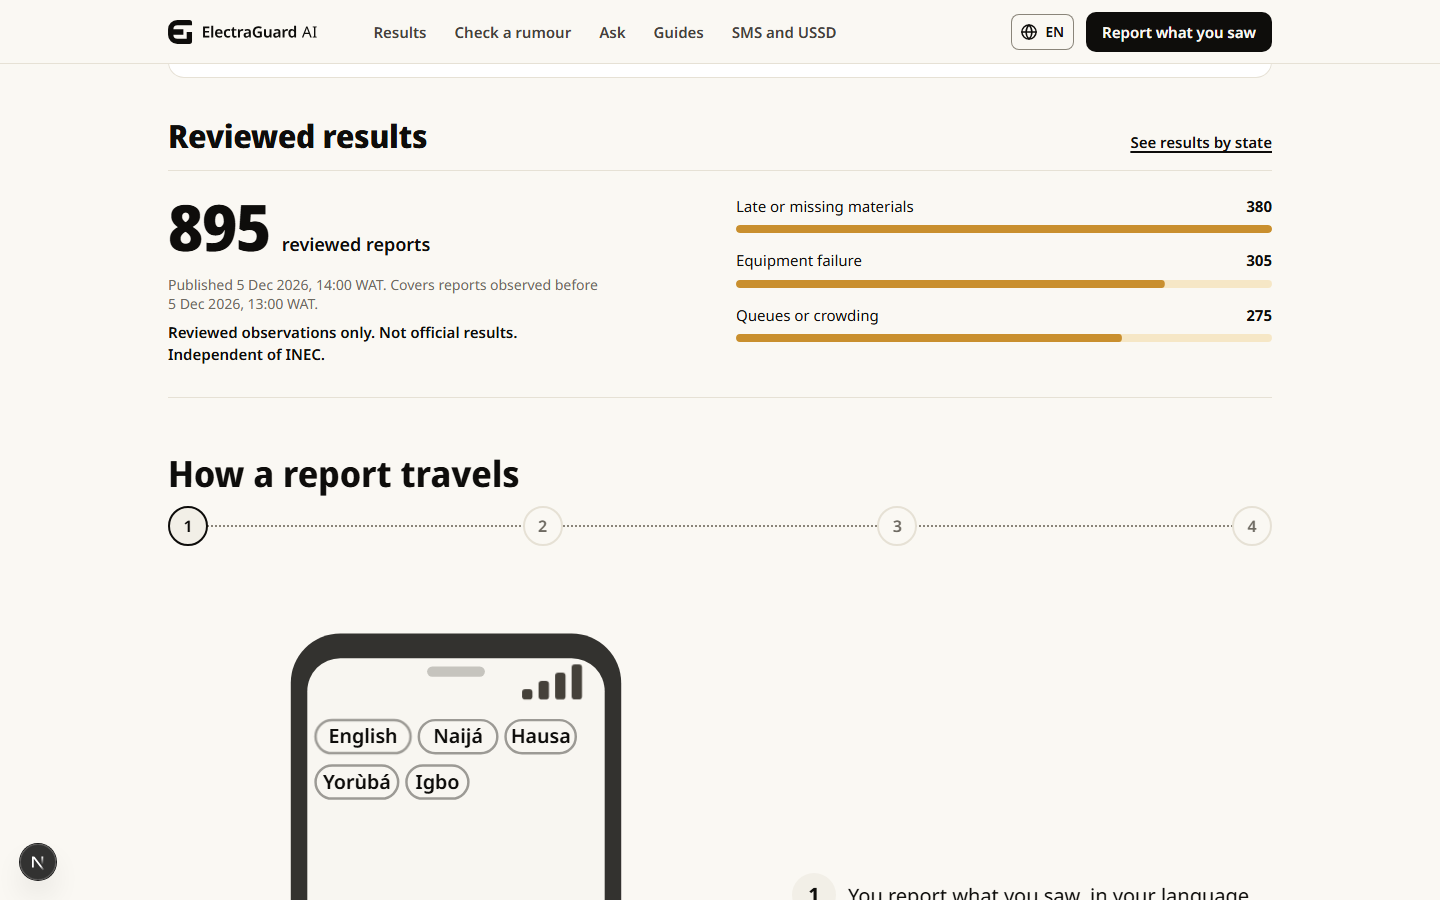 ElectraGuard AI
Results
Check a rumour
Ask
Guides
SMS and USSD
EN
Report what you saw
Reviewed results
See results by state
895 reviewed reports
Published 5 Dec 2026, 14:00 WAT. Covers reports observed before
5 Dec 2026, 13:00 WAT.
Reviewed observations only. Not official results.
Independent of INEC.
Late or missing materials 380
Equipment failure 305
Queues or crowding 275
How a report travels
1 2 3 4
English Naijá Hausa
Yorùbá Igbo
N
1 You report what you saw, in your language